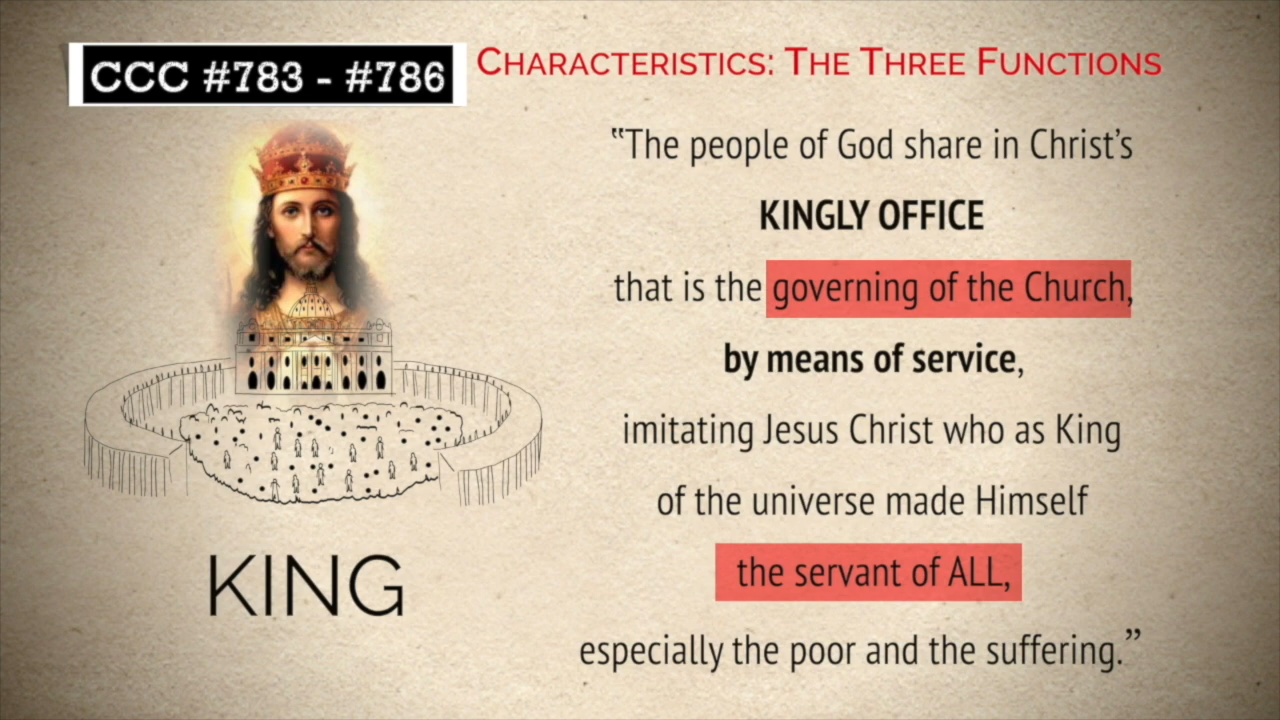 CCC #783 - #786
CHARACTERISTICS: THE THREE FUNCTIONS
“The people of God share in Christ’s
KINGLY OFFICE
that is the governing of the Church,
by means of service,
imitating Jesus Christ who as King
of the universe made Himself
the servant of ALL,
especially the poor and the suffering.”
KING